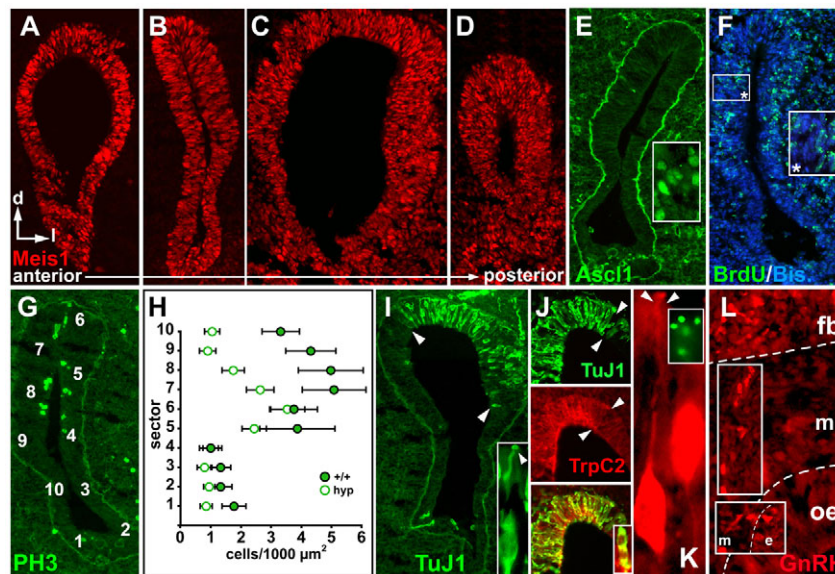 A
B
C
D
E
F
d
l
Meis1
anterior
posterior
Ascl1
*
*
BrdU/Bis.
G
6
7
5
8
4
9
10
3
2
1
PH3
H
10
9
8
7
6
5
4
3
2
1
sector
+/+
hyp
0 1 2 3 4 5 6
cells/1000 µm²
I
TuJ1
J
TuJ1
TrpC2
K
L
fb
m
oe
m
e